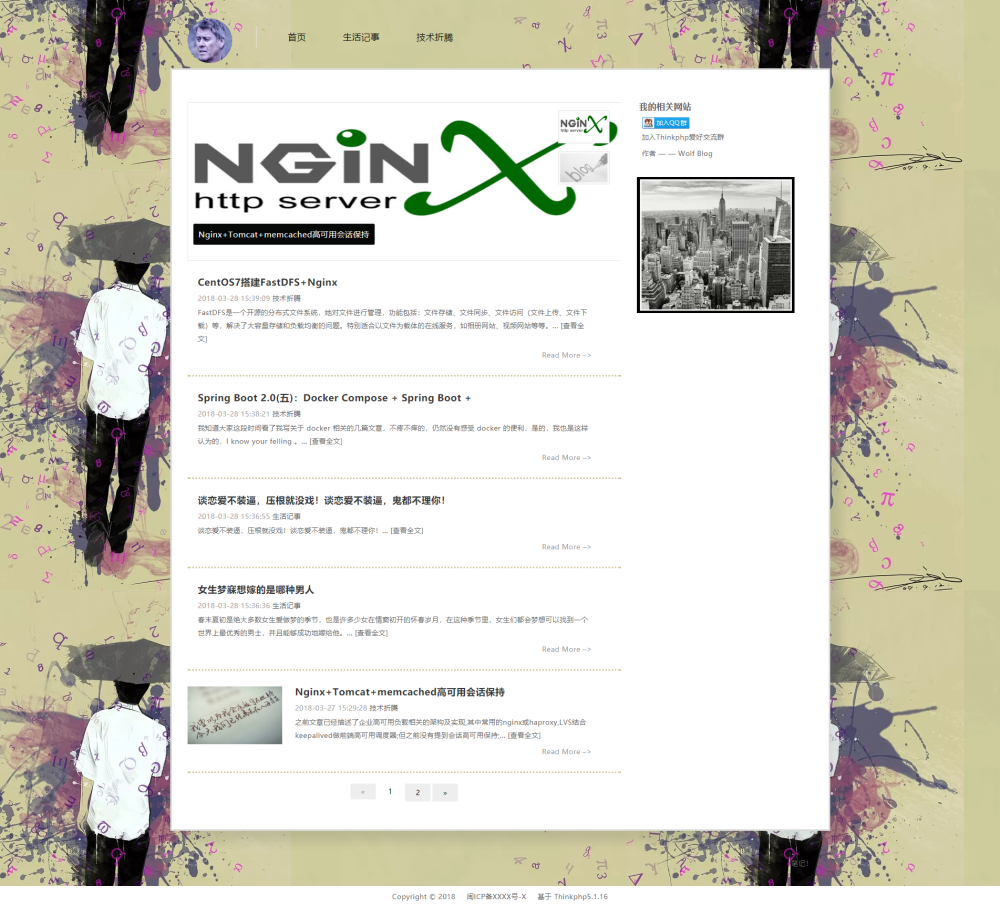 首页 生活记事 技术折腾
NGiNX
http server
Nginx+Tomcat+memcached高可用会话保持
NGiNX
http server
blog
我的相关网站
加入QQ群
加入Thinkphp爱好交流群
作者 — — Wolf Blog
CentOS7搭建FastDFS+Nginx
2018-03-28 15:39:09 技术折腾
FastDFS是一个开源的分布式文件系统，她对文件进行管理，功能包括：文件存储、文件同步、文件访问（文件上传、文件下
载）等，解决了大容量存储和负载均衡的问题。特别适合以文件为载体的在线服务，如相册网站、视频网站等等。... [查看全
文]
Read More -->
Spring Boot 2.0(五)：Docker Compose + Spring Boot +
2018-03-28 15:38:21 技术折腾
我知道大家这段时间看了我写关于 docker 相关的几篇文章，不疼不痒的，仍然没有感受 docker 的便利，是的，我也是这样
认为的，I know your felling 。... [查看全文]
Read More -->
谈恋爱不装逼，压根就没戏！谈恋爱不装逼，鬼都不理你！
2018-03-28 15:36:55 生活记事
谈恋爱不装逼，压根就没戏！谈恋爱不装逼，鬼都不理你！... [查看全文]
Read More -->
女生梦寐想嫁的是哪种男人
2018-03-28 15:36:36 生活记事
春末夏初是绝大多数女生爱做梦的季节，也是许多少女在情窦初开的怀春岁月，在这种季节里，女生们都会梦想可以找到一个
世界上最优秀的男士，并且能够成功地嫁给他。... [查看全文]
Read More -->
Nginx+Tomcat+memcached高可用会话保持
2018-03-27 15:29:28 技术折腾
之前文章已经描述了企业高可用负载相关的架构及实现,其中常用的nginx或haproxy,LVS结合
keepalived做前端高可用调度器;但之前没有提到会话高可用保持;... [查看全文]
Read More -->
« 1 2 »
Copyright © 2018 闽ICP备XXXX号-X 基于 Thinkphp5.1.16